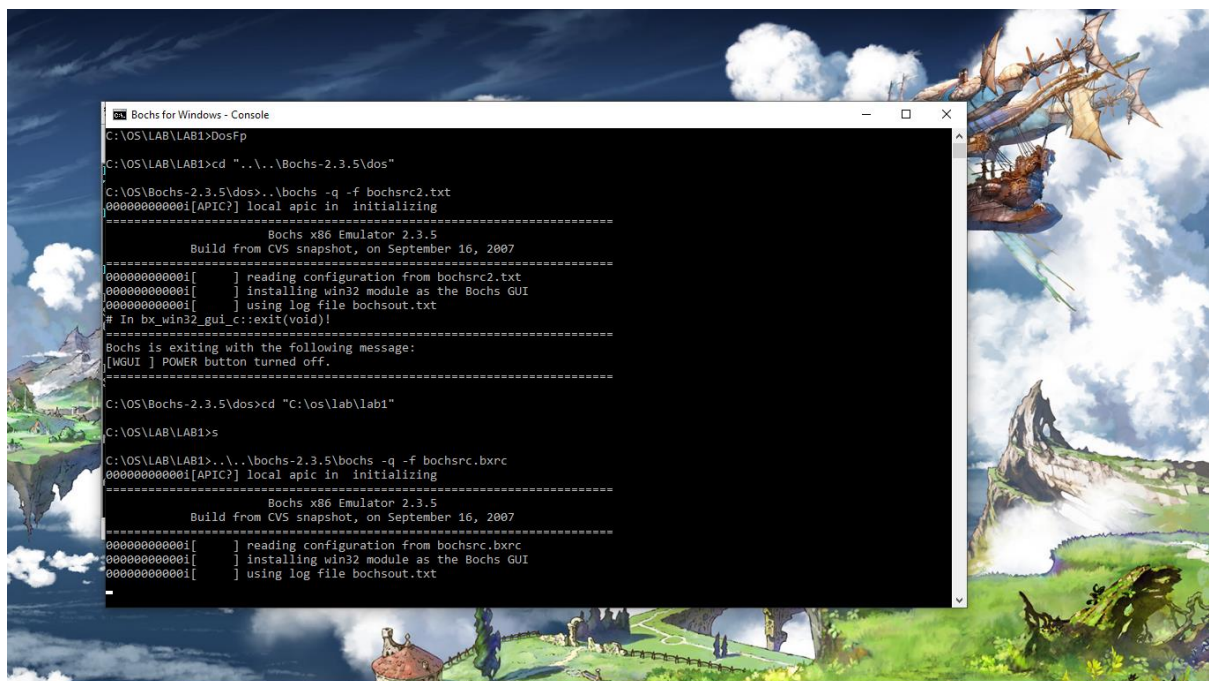 Bochs for Windows - Console
C:\OS\LAB\LAB1>DosFp
C:\OS\LAB\LAB1>cd "..\..\Bochs-2.3.5\dos"
C:\OS\Bochs-2.3.5\dos>..\bochs -q -f bochsrc2.txt
00000000000i[APIC?] local apic in  initializing
========================================================================
Bochs x86 Emulator 2.3.5
Build from CVS snapshot, on September 16, 2007
========================================================================
00000000000i[     ] reading configuration from bochsrc2.txt
00000000000i[     ] installing win32 module as the Bochs GUI
00000000000i[     ] using log file bochsout.txt
# In bx_win32_gui_c::exit(void)!
========================================================================
Bochs is exiting with the following message:
[WGUI ] POWER button turned off.
========================================================================
C:\OS\Bochs-2.3.5\dos>cd "C:\os\lab\lab1"
C:\OS\LAB\LAB1>s
C:\OS\LAB\LAB1>..\..\bochs-2.3.5\bochs -q -f bochsrc.bxrc
00000000000i[APIC?] local apic in  initializing
========================================================================
Bochs x86 Emulator 2.3.5
Build from CVS snapshot, on September 16, 2007
========================================================================
00000000000i[     ] reading configuration from bochsrc.bxrc
00000000000i[     ] installing win32 module as the Bochs GUI
00000000000i[     ] using log file bochsout.txt